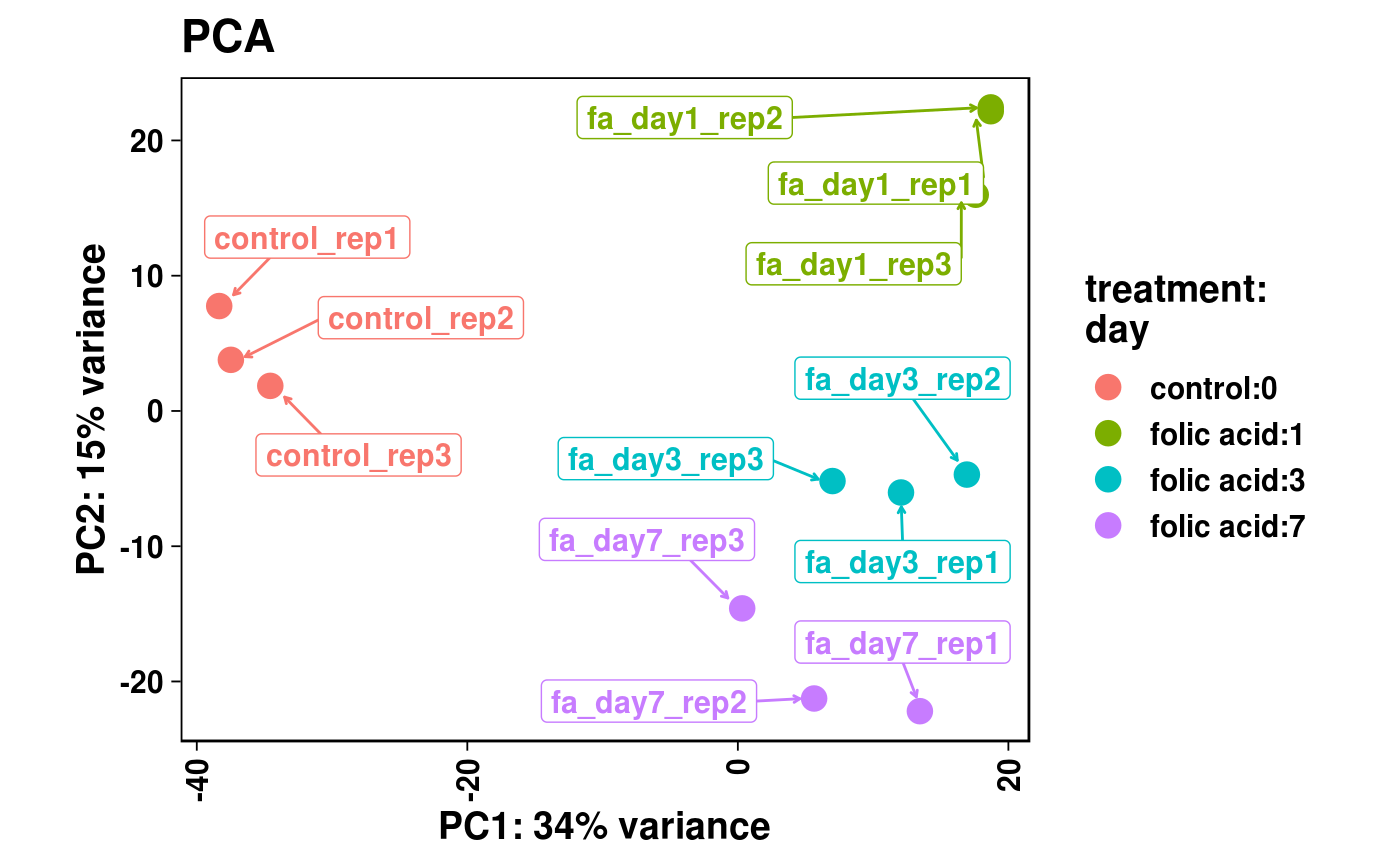 PCA
fa_day1_rep2
20
fa_day1_rep1
control_rep1
fa_day1_rep3
10
control_rep2
fa_day3_rep2
0
control_rep3
fa_day3_rep3
fa_day7_rep3
-10
fa_day3_rep1
fa_day7_rep1
-20
fa_day7_rep2
-40
-20
0
20
PC1: 34% variance
PC2: 15% variance
treatment:
day
control:0
folic acid:1
folic acid:3
folic acid:7